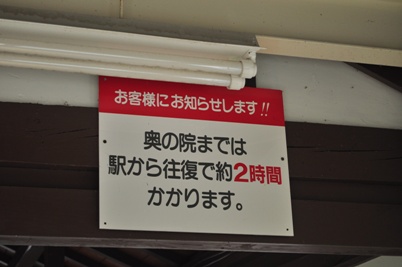 お客様にお知らせします!!
奥の院までは
駅から往復で約2時間
かかります。